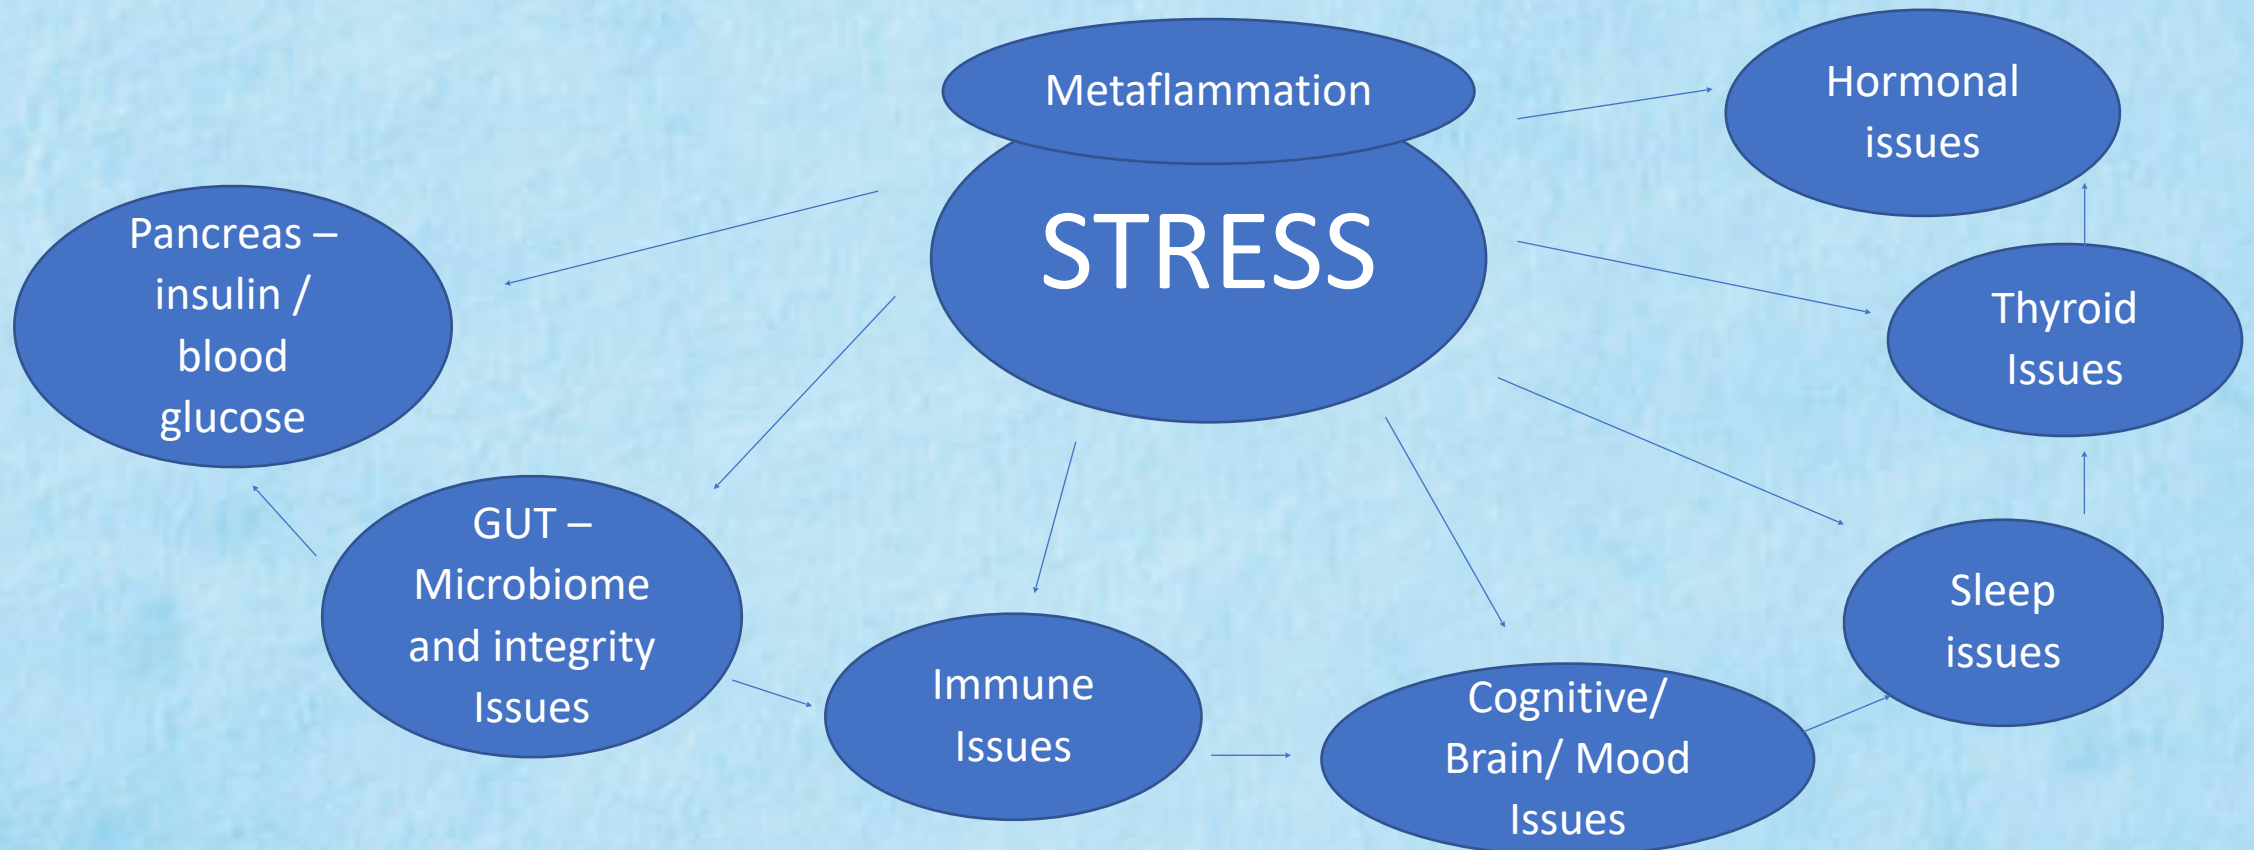 Metaflammation
STRESS
Hormonal
issues
Pancreas –
insulin /
blood
glucose
Thyroid
Issues
GUT –
Microbiome
and integrity
Issues
Immune
Issues
Cognitive/
Brain/ Mood
Issues
Sleep
issues